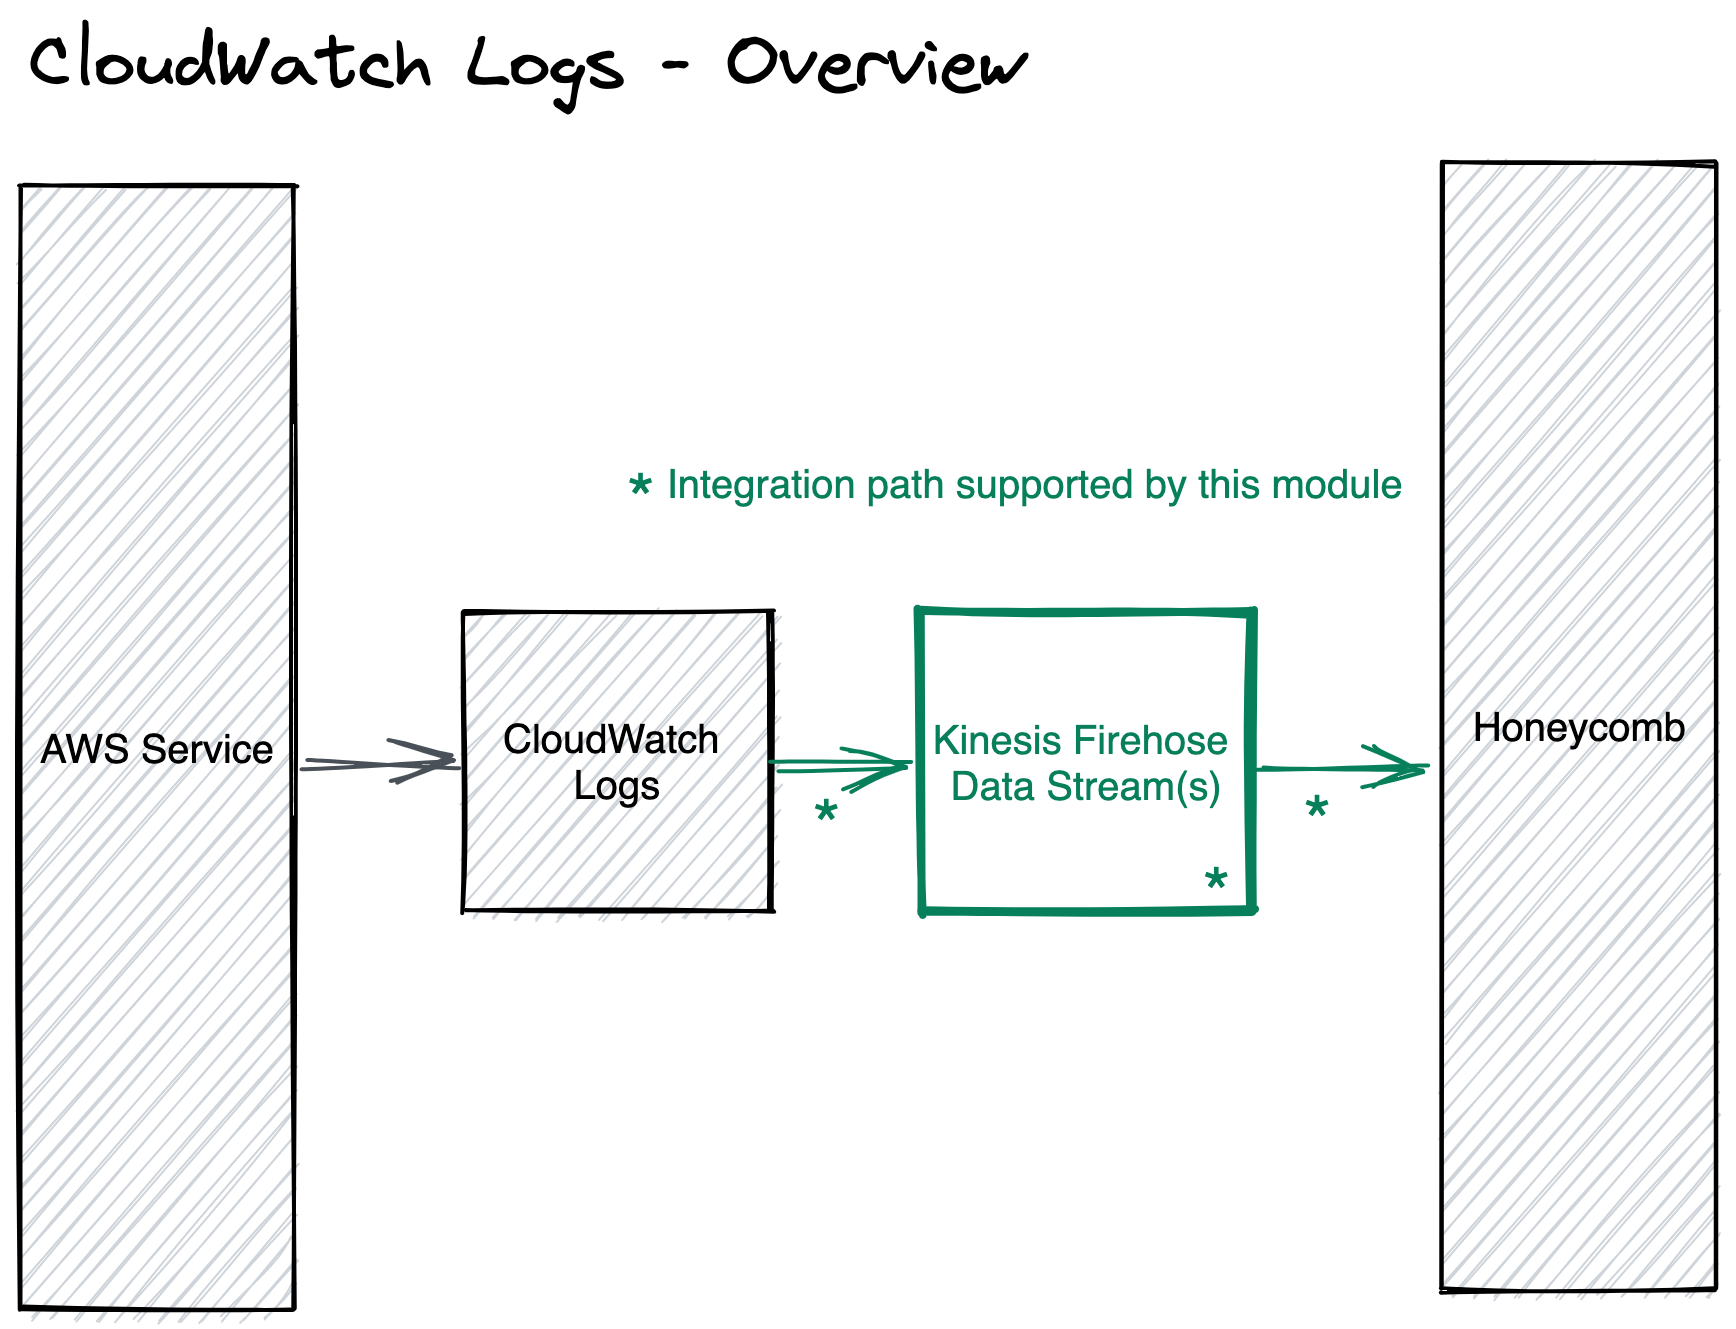 CloudWatch Logs - Overview
* Integration path supported by this module
AWS Service
CloudWatch
Logs
*
Kinesis Firehose
Data Stream(s)
*
*
Honeycomb